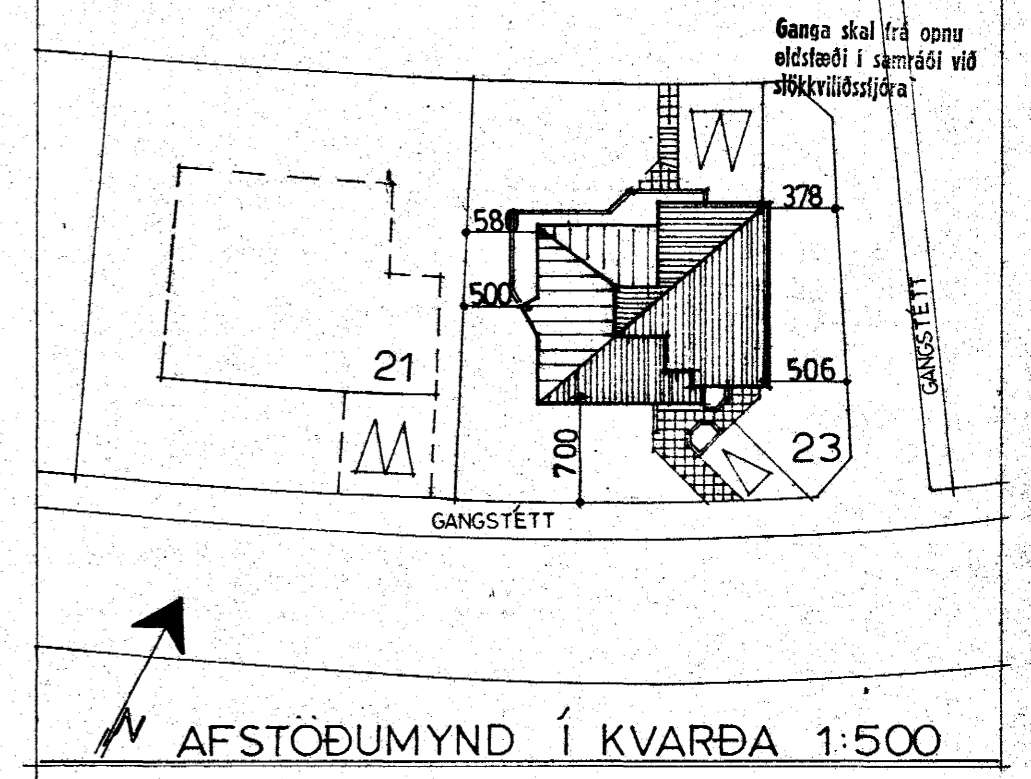 Ganga skal frá opnu
eldstæði í samráði við
slökkviliðsstjóra
378
500
21
506
23
700
GANGSTÉTT
GANGSTÉTT
N
AFSTÖÐUMYND Í KVARÐA 1:500